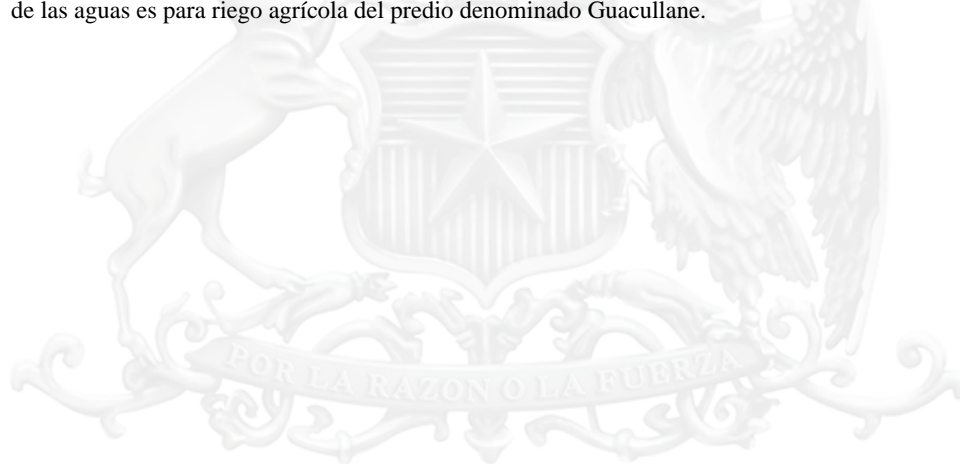 de las aguas es para riego agrícola del predio denominado Guacullane.
POR LA RAZON O LA FUERZA